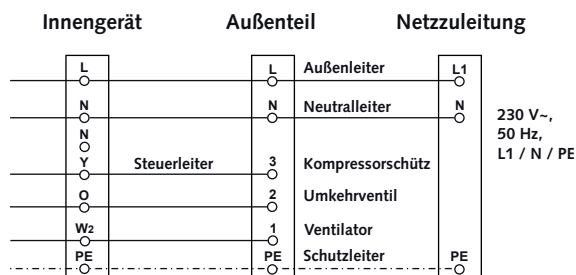 Innengerät Außenteil Netzzuleitung
L L Außenleiter L1
N N Neutralleiter N
230 V~,
50 Hz,
L1 / N / PE
N
Y Steuerleiter 3 Kompressorschütz
O 2 Umkehrventil
W2 1 Ventilator
PE PE Schutzleiter PE